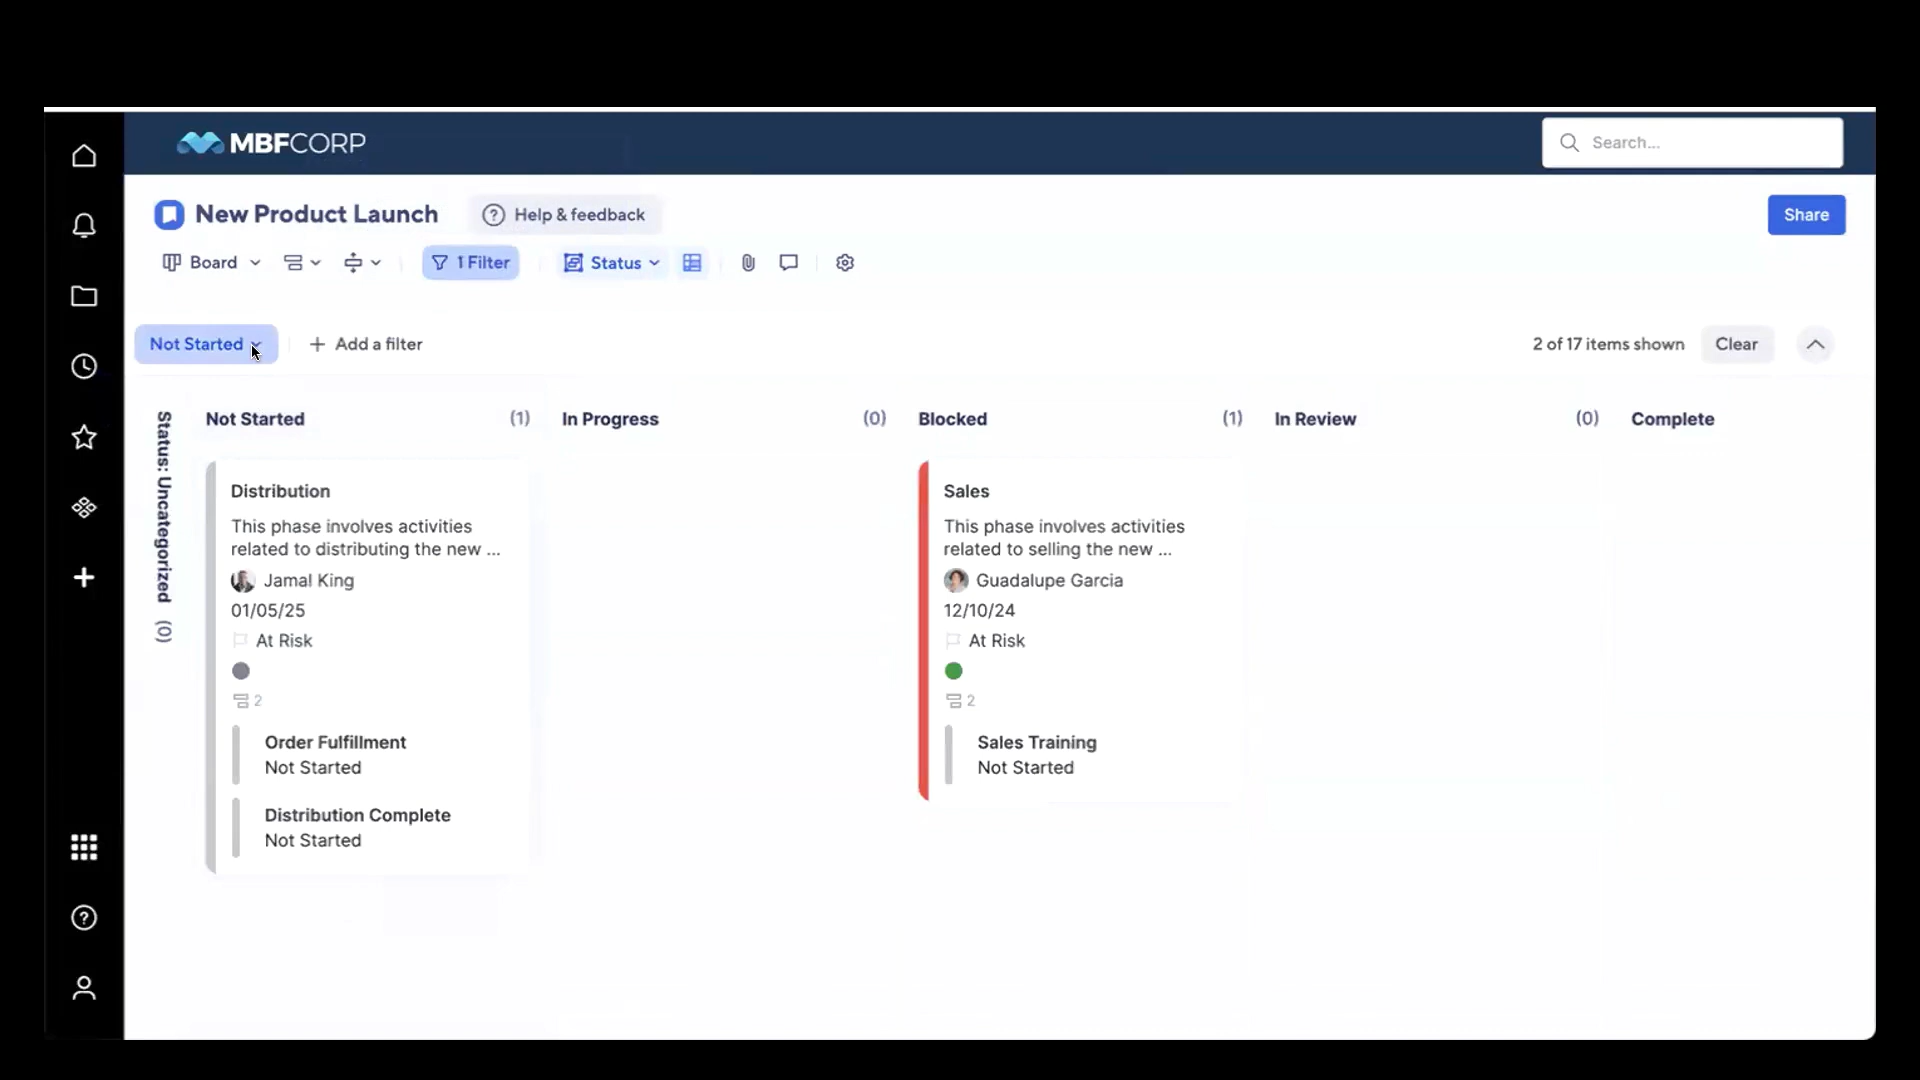 MBFCORP
Search...
New Product Launch
Help & feedback
Share
Board
1 Filter
Status
Not Started
Add a filter
2 of 17 items shown
Clear
Status: Uncategorized (0)
Not Started (1)
In Progress (0)
Blocked (1)
In Review (0)
Complete
Distribution
This phase involves activities
related to distributing the new ...
Jamal King
01/05/25
At Risk
2
Order Fulfillment
Not Started
Distribution Complete
Not Started
Sales
This phase involves activities
related to selling the new ...
Guadalupe Garcia
12/10/24
At Risk
2
Sales Training
Not Started